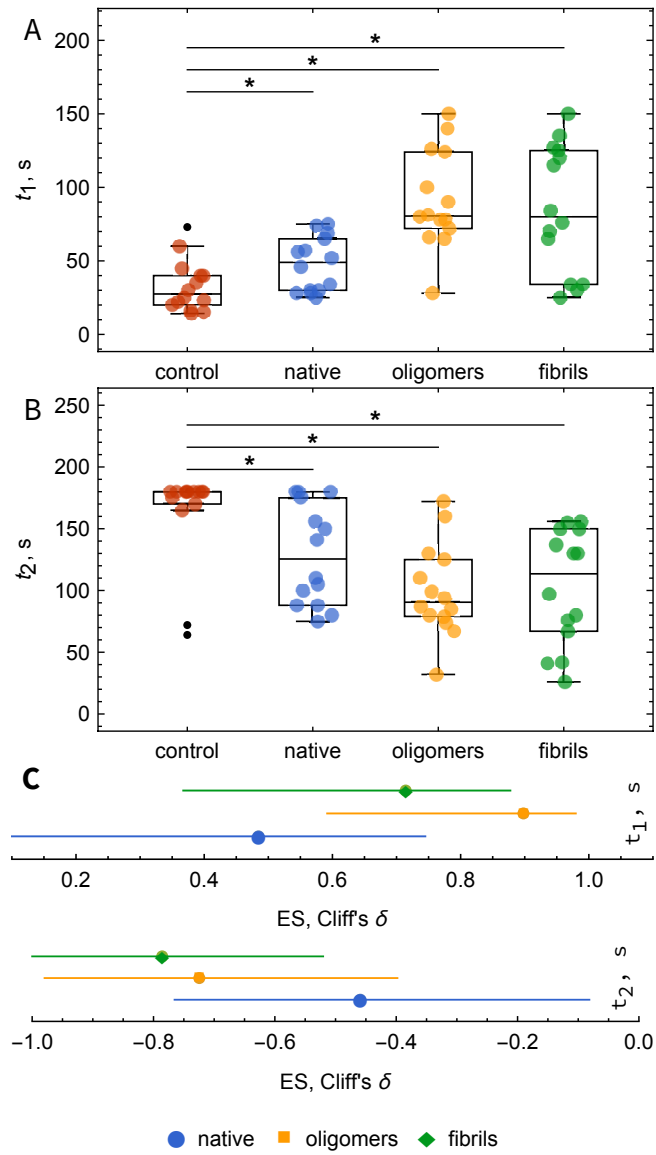 A
t1, s
200
150
100
50
0
*
*
*
control native oligomers fibrils
B
t2, s
250
200
150
100
50
0
*
*
*
control native oligomers fibrils
C
t1, s
0.2 0.4 0.6 0.8 1.0
ES, Cliff's δ
t2, s
−1.0 −0.8 −0.6 −0.4 −0.2 0.0
ES, Cliff's δ
native oligomers fibrils